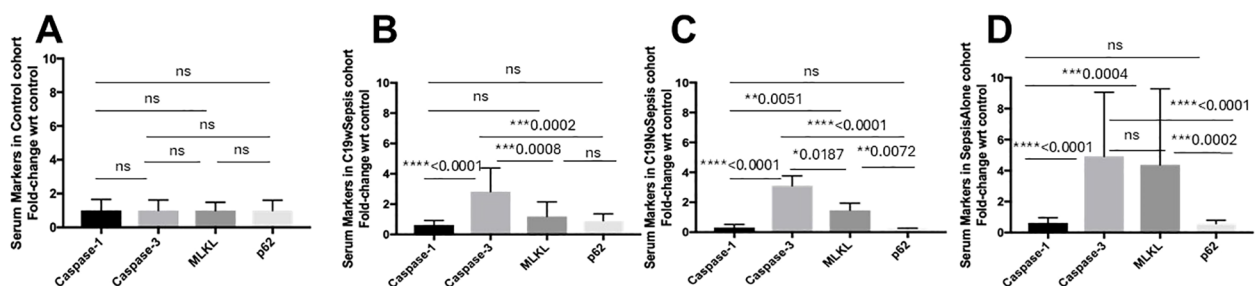 A
Serum Markers in Control cohort
Fold-change wrt control
10
8
6
4
2
0
ns
ns
ns
ns
ns
ns
Caspase-1
Caspase-3
MLKL
p62
B
Serum Markers in C19wSepsis cohort
Fold-change wrt control
10
8
6
4
2
0
ns
ns
***0.0002
***0.0008
****<0.0001
ns
Caspase-1
Caspase-3
MLKL
p62
C
Serum Markers in C19NoSepsis cohort
Fold-change wrt control
10
8
6
4
2
0
ns
**0.0051
****<0.0001
*0.0187
**0.0072
****<0.0001
Caspase-1
Caspase-3
MLKL
p62
D
Serum Markers in SepsisAlone cohort
Fold-change wrt control
10
8
6
4
2
0
ns
***0.0004
****<0.0001
ns
***0.0002
****<0.0001
Caspase-1
Caspase-3
MLKL
p62